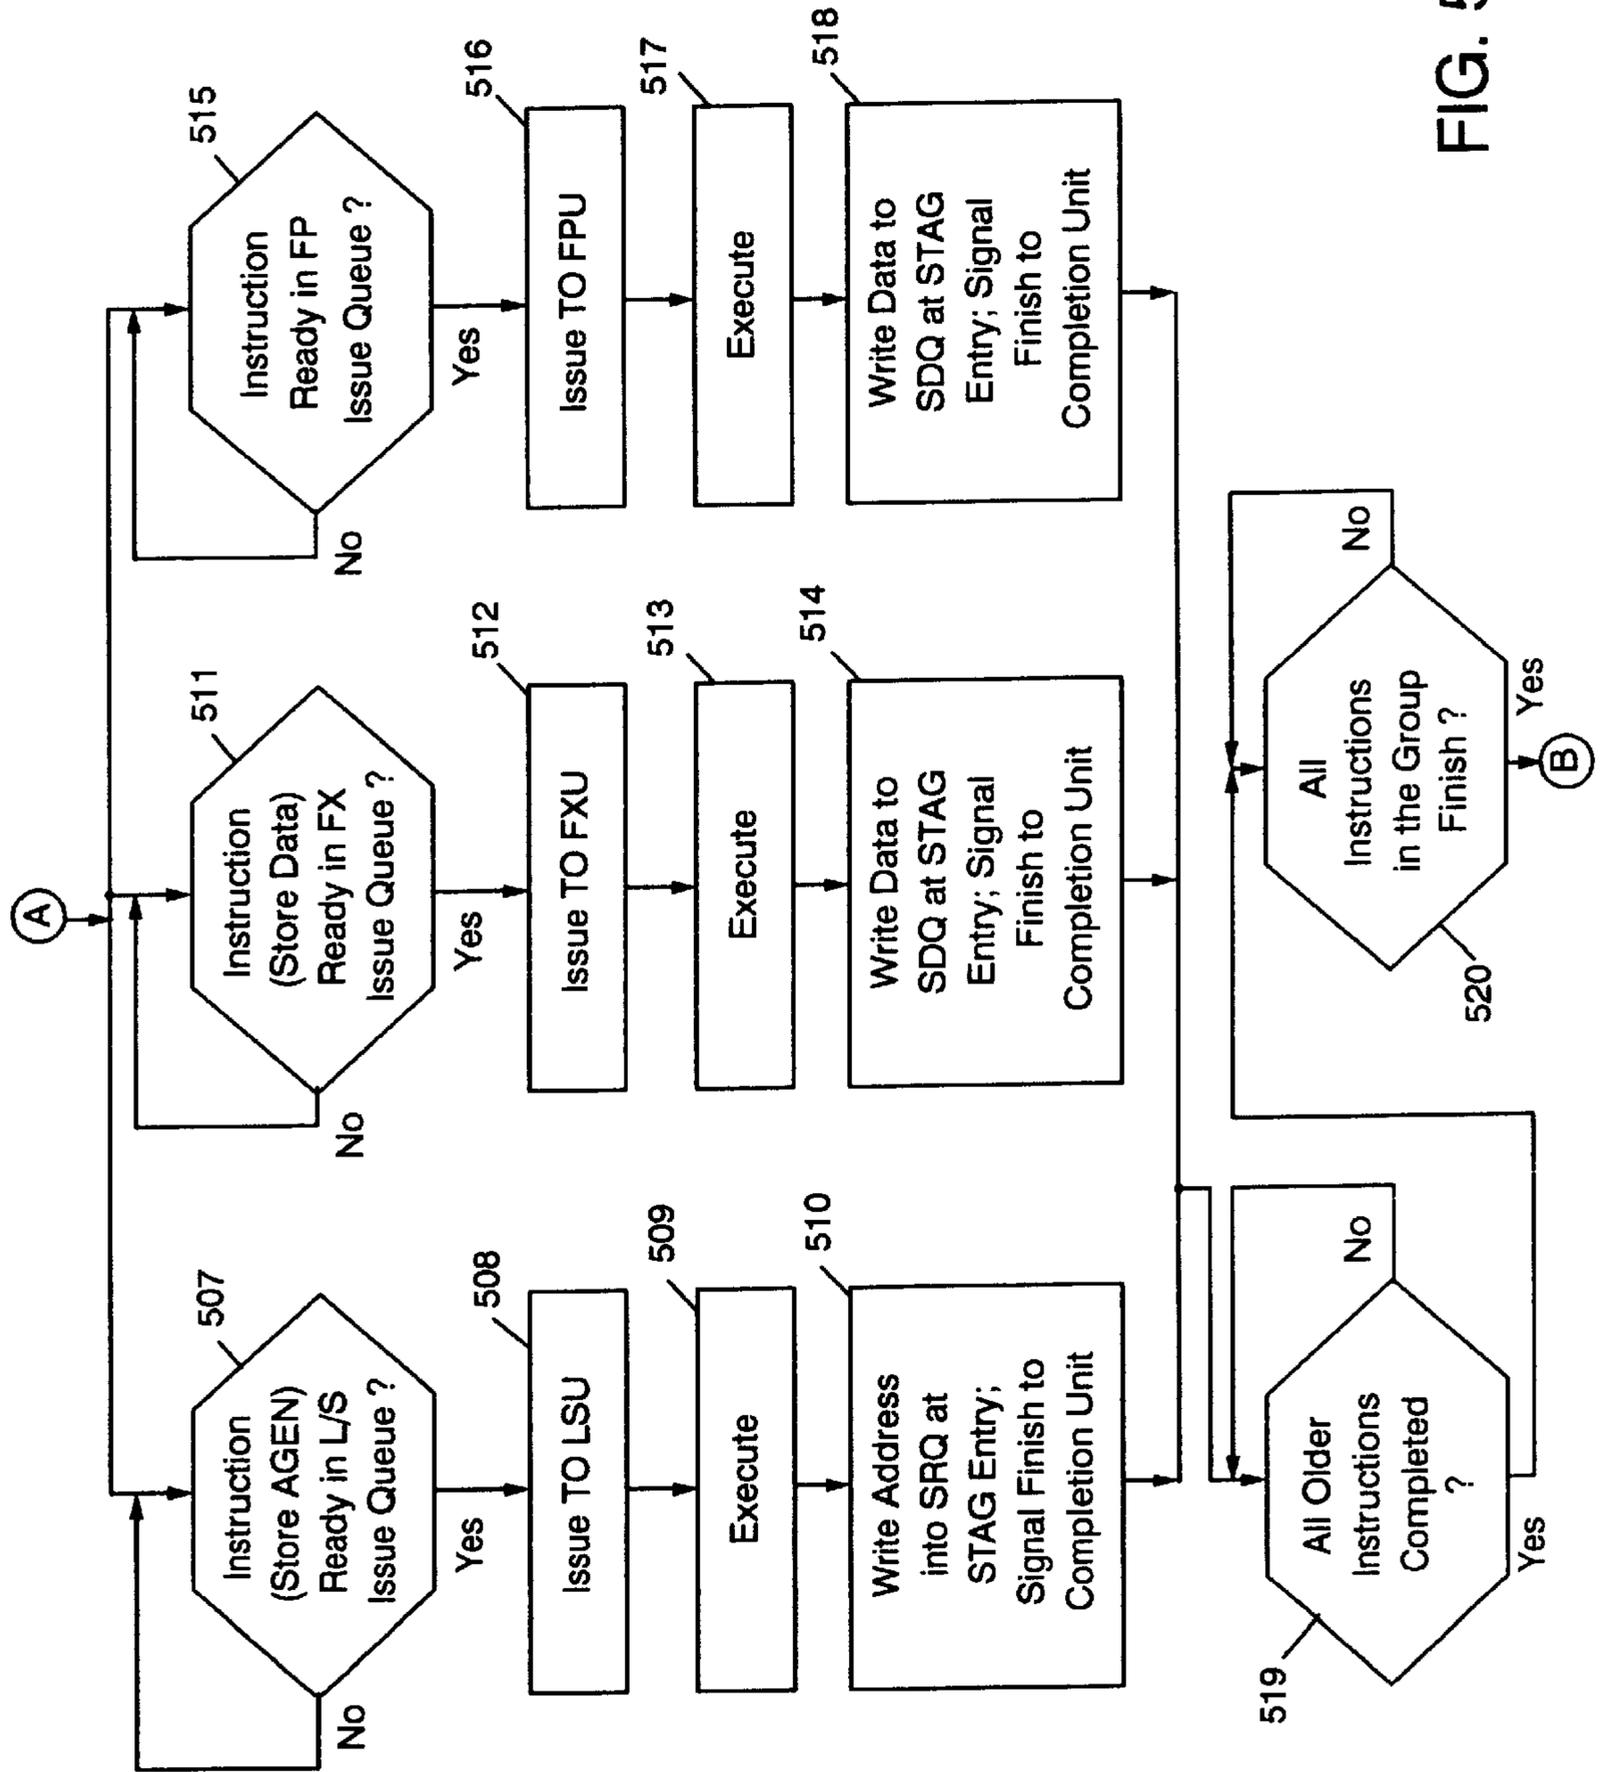 A
507
Instruction
(Store AGEN)
Ready in L/S
Issue Queue ?
No
Yes
508
Issue TO LSU
509
Execute
510
Write Address
into SRQ at
STAG Entry;
Signal Finish to
Completion Unit
511
Instruction
(Store Data)
Ready in FX
Issue Queue ?
No
Yes
512
Issue TO FXU
513
Execute
514
Write Data to
SDQ at STAG
Entry; Signal
Finish to
Completion Unit
515
Instruction
Ready in FP
Issue Queue ?
No
Yes
516
Issue TO FPU
517
Execute
518
Write Data to
SDQ at STAG
Entry; Signal
Finish to
Completion Unit
519
All Older
Instructions
Completed
?
No
Yes
520
All
Instructions
in the Group
Finish ?
No
Yes
B
FIG. 5